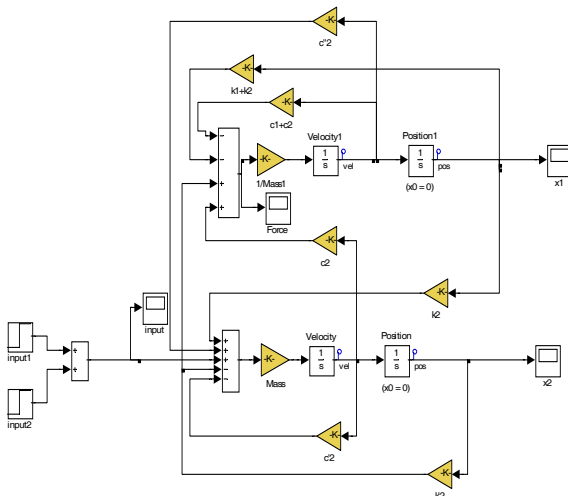 -K-
c''2
-K-
k1+k2
-K-
c1+c2
Velocity1
Position1
-K-
1/Mass1
1
s
vel
1
s
pos
(x0 = 0)
x1
Force
-K-
c2
-K-
k2
input
input1
input2
-K-
Mass
Velocity
1
s
vel
Position
1
s
pos
(x0 = 0)
x2
-K-
c'2
-K-
k'2